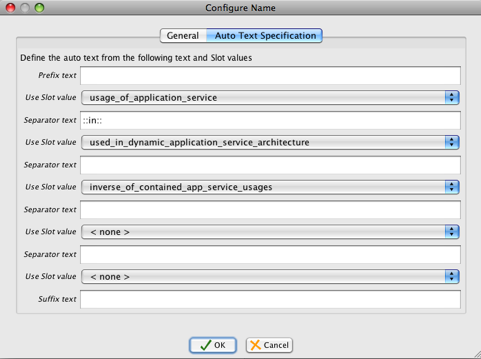 Configure Name
General Auto Text Specification
Define the auto text from the following text and Slot values
Prefix text
Use Slot value usage_of_application_service
Separator text ::in::
Use Slot value used_in_dynamic_application_service_architecture
Separator text
Use Slot value inverse_of_contained_app_service_usages
Separator text
Use Slot value < none >
Separator text
Use Slot value < none >
Suffix text
OK Cancel